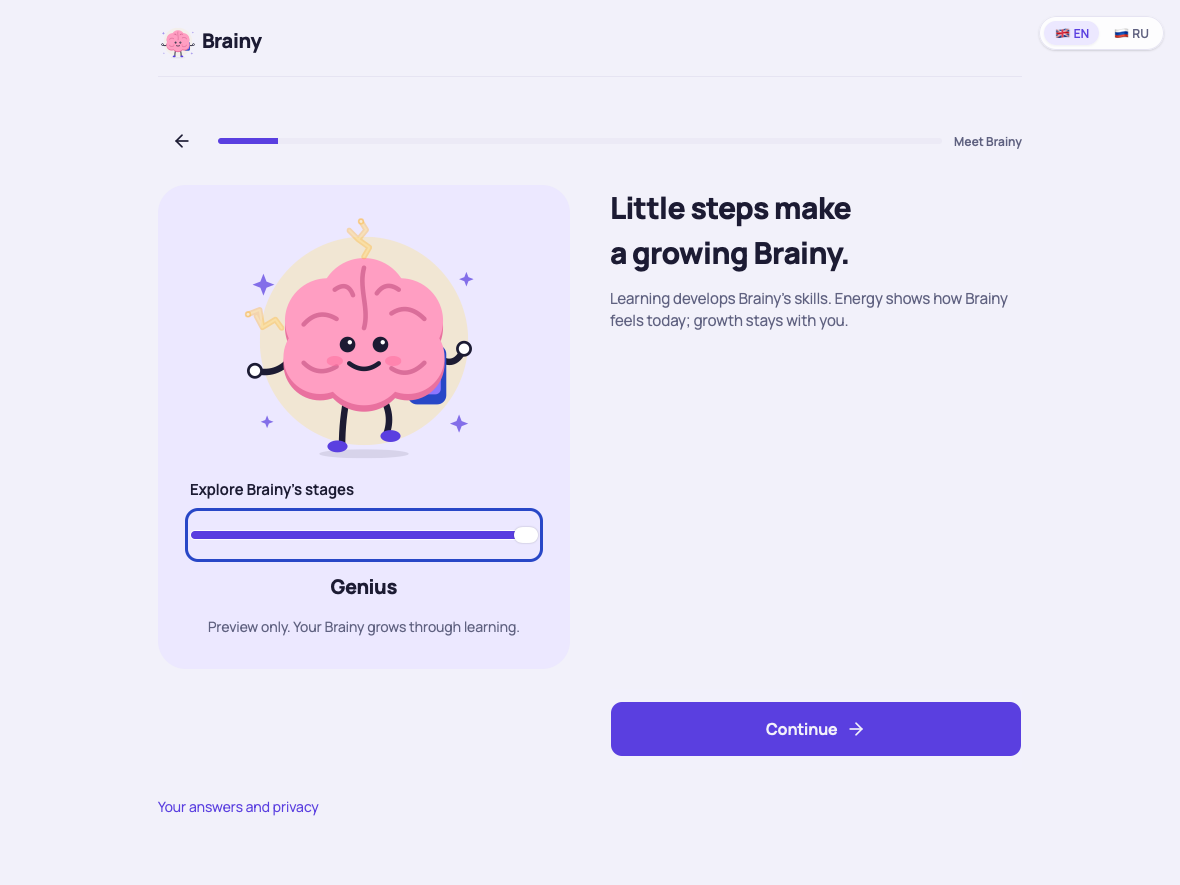 Brainy
EN
RU
Meet Brainy
Little steps make
a growing Brainy.
Learning develops Brainy's skills. Energy shows how Brainy
feels today; growth stays with you.
Explore Brainy's stages
Genius
Preview only. Your Brainy grows through learning.
Continue
Your answers and privacy